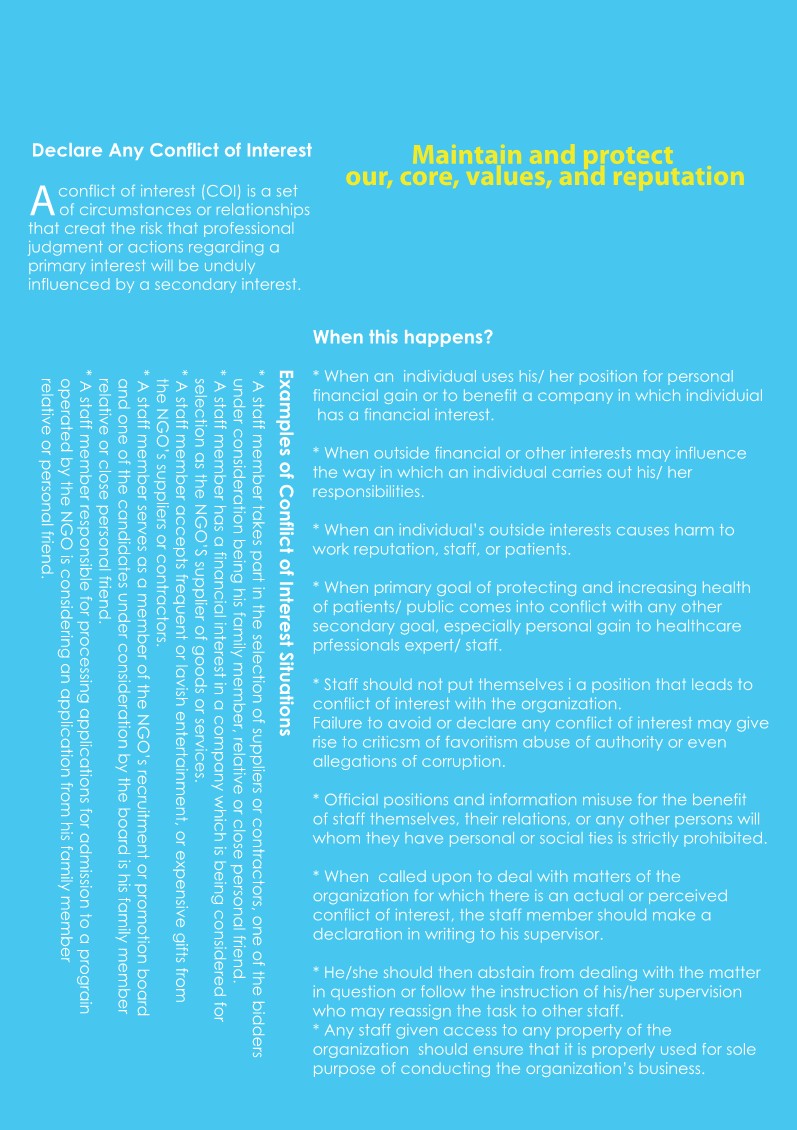 Declare Any Conflict of Interest
A conflict of interest (COI) is a set
of circumstances or relationships
that creat the risk that professional
judgment or actions regarding a
primary interest will be unduly
influenced by a secondary interest.
Maintain and protect
our, core, values, and reputation
When this happens?
* When an individual uses his/ her position for personal
financial gain or to benefit a company in which individuial
has a financial interest.
* When outside financial or other interests may influence
the way in which an individual carries out his/ her
responsibilities.
* When an individual's outside interests causes harm to
work reputation, staff, or patients.
* When primary goal of protecting and increasing health
of patients/ public comes into conflict with any other
secondary goal, especially personal gain to healthcare
prfessionals expert/ staff.
* Staff should not put themselves i a position that leads to
conflict of interest with the organization.
Failure to avoid or declare any conflict of interest may give
rise to criticsm of favoritism abuse of authority or even
allegations of corruption.
* Official positions and information misuse for the benefit
of staff themselves, their relations, or any other persons will
whom they have personal or social ties is strictly prohibited.
* When called upon to deal with matters of the
organization for which there is an actual or perceived
conflict of interest, the staff member should make a
declaration in writing to his supervisor.
* He/she should then abstain from dealing with the matter
in question or follow the instruction of his/her supervision
who may reassign the task to other staff.
* Any staff given access to any property of the
organization should ensure that it is properly used for sole
purpose of conducting the organization's business.
Examples of Conflict of Interest Situations
* A staff member takes part in the selection of suppliers or contractors, one of the bidders
under consideration being his family member, relative or close personal friend.
* A staff member has a financial interest in a company which is being considered for
selection as the NGO'S supplier of goods or services.
* A staff member accepts frequent or lavish entertainment, or expensive gifts from
the NGO's suppliers or contractors.
* A staff member serves as a member of the NGO's recruitment or promotion board
and one of the candidates under consideration by the board is his family member
relative or close personal friend.
* A staff member responsible for processing applications for admission to a prograin
operated by the NGO is considering an application from his family member
relative or personal friend.